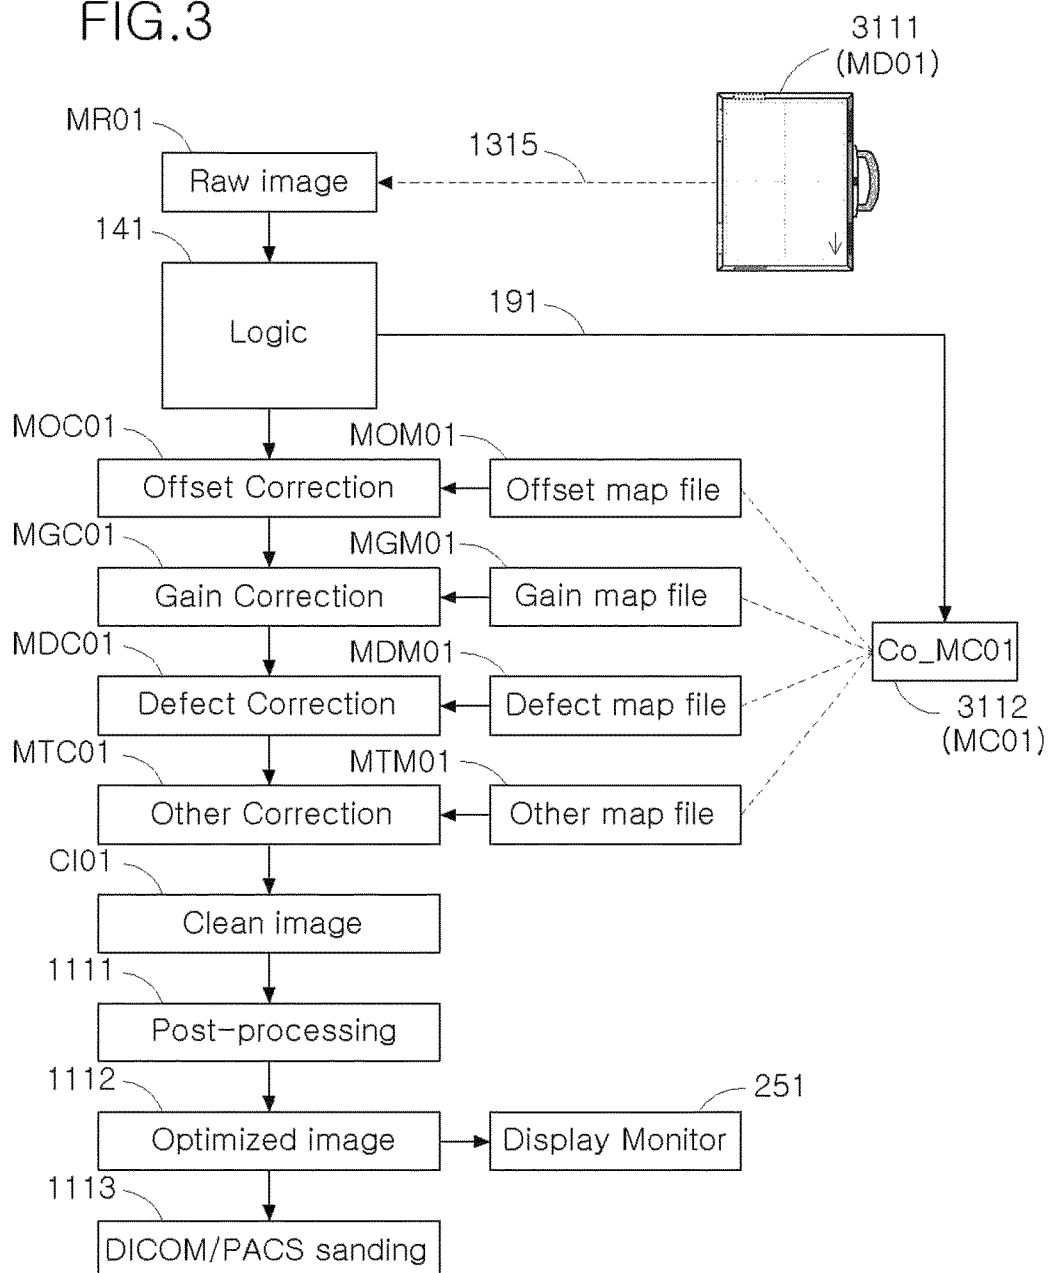 FIG.3
3111
(MD01)
MR01
1315
Raw image
141
191
Logic
MOC01
MOM01
Offset Correction
Offset map file
MGC01
MGM01
Gain Correction
Gain map file
MDC01
MDM01
Co_MC01
Defect Correction
Defect map file
3112
(MC01)
MTC01
MTM01
Other Correction
Other map file
CI01
Clean image
1111
Post-processing
1112
251
Optimized image
Display Monitor
1113
DICOM/PACS sanding